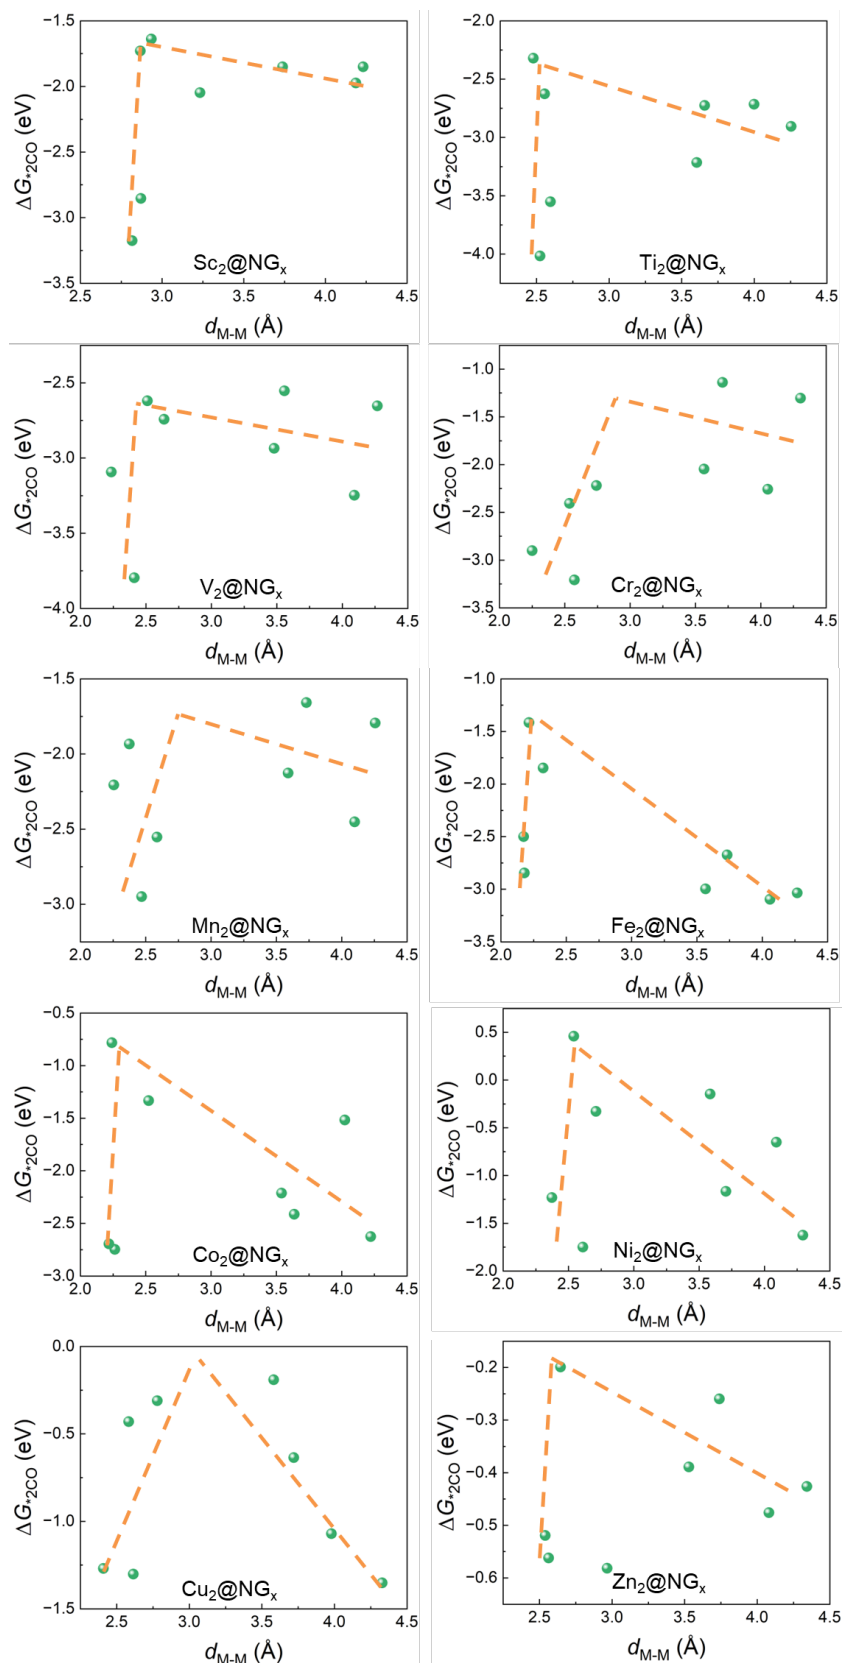 ΔG*2CO (eV)
−1.5
−2.0
−2.5
−3.0
−3.5
Sc2@NGx
2.5 3.0 3.5 4.0 4.5
dM-M (Å)
ΔG*2CO (eV)
−2.0
−2.5
−3.0
−3.5
−4.0
Ti2@NGx
2.5 3.0 3.5 4.0 4.5
dM-M (Å)
ΔG*2CO (eV)
−2.5
−3.0
−3.5
−4.0
V2@NGx
2.0 2.5 3.0 3.5 4.0 4.5
dM-M (Å)
ΔG*2CO (eV)
−1.0
−1.5
−2.0
−2.5
−3.0
−3.5
Cr2@NGx
2.0 2.5 3.0 3.5 4.0 4.5
dM-M (Å)
ΔG*2CO (eV)
−1.5
−2.0
−2.5
−3.0
Mn2@NGx
2.0 2.5 3.0 3.5 4.0 4.5
dM-M (Å)
ΔG*2CO (eV)
−1.0
−1.5
−2.0
−2.5
−3.0
−3.5
Fe2@NGx
2.0 2.5 3.0 3.5 4.0 4.5
dM-M (Å)
ΔG*2CO (eV)
−0.5
−1.0
−1.5
−2.0
−2.5
−3.0
Co2@NGx
2.0 2.5 3.0 3.5 4.0 4.5
dM-M (Å)
ΔG*2CO (eV)
0.5
0.0
−0.5
−1.0
−1.5
−2.0
Ni2@NGx
2.0 2.5 3.0 3.5 4.0 4.5
dM-M (Å)
ΔG*2CO (eV)
0.0
−0.5
−1.0
−1.5
Cu2@NGx
2.5 3.0 3.5 4.0 4.5
dM-M (Å)
ΔG*2CO (eV)
−0.2
−0.3
−0.4
−0.5
−0.6
Zn2@NGx
2.5 3.0 3.5 4.0 4.5
dM-M (Å)